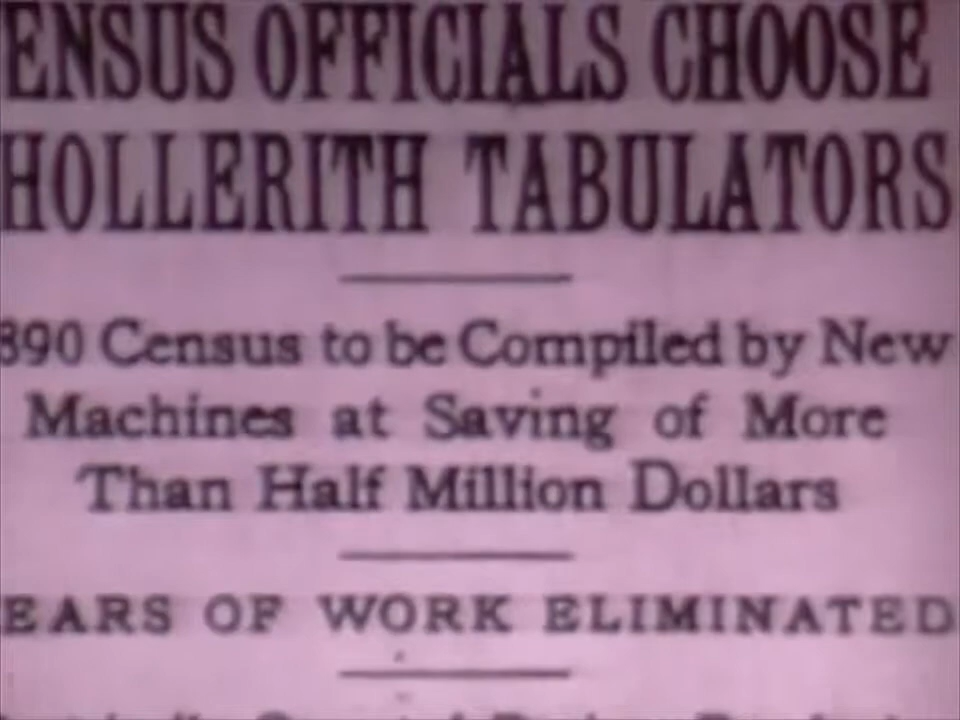 ENSUS OFFICIALS CHOOSE
HOLLERITH TABULATORS
890 Census to be Compiled by New
Machines at Saving of More
Than Half Million Dollars
EARS OF WORK ELIMINATED